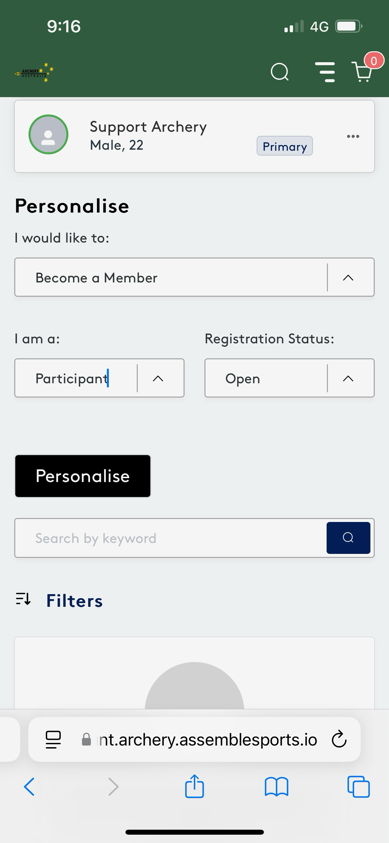 9:16
4G
ARCHERY
0
Support Archery
Male, 22
Primary
Personalise
I would like to:
Become a Member
I am a:
Registration Status:
Participant
Open
Personalise
Search by keyword
Filters
nt.archery.assemblesports.io